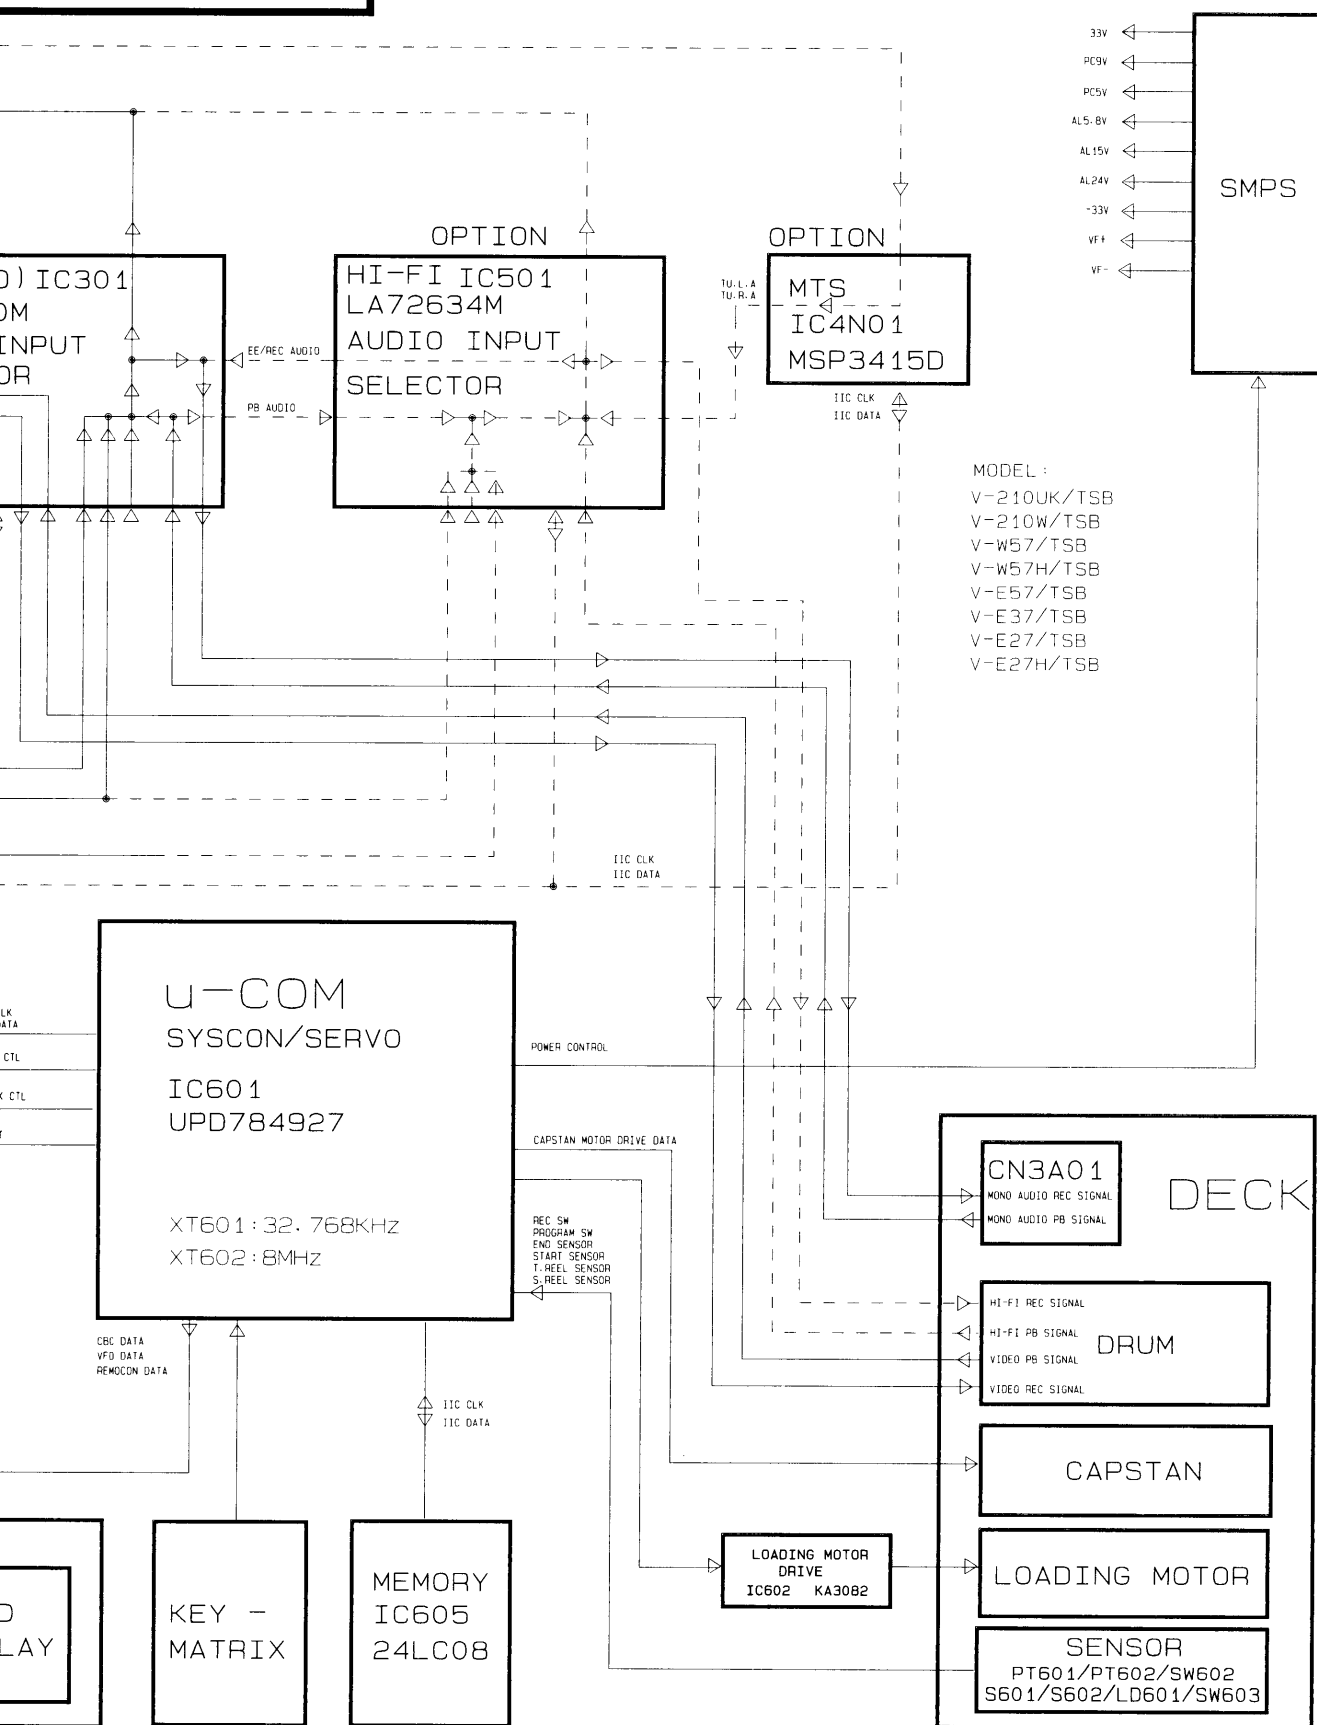 33V
PC9V
PC5V
AL5.8V
AL15V
AL24V
-33V
VF+
VF-
SMPS
OPTION
OPTION
IC301
INPUT
HI-FI IC501
LA72634M
AUDIO INPUT
SELECTOR
EE/REC AUDIO
PB AUDIO
TU.L.A
TU.R.A
MTS
IC4N01
MSP3415D
IIC CLK
IIC DATA
MODEL:
V-210UK/TSB
V-210W/TSB
V-W57/TSB
V-W57H/TSB
V-E57/TSB
V-E37/TSB
V-E27/TSB
V-E27H/TSB
IIC CLK
IIC DATA
u-COM
SYSCON/SERVO
IC601
UPD784927
XT601:32.768KHz
XT602:8MHz
CTL
CTL
POWER CONTROL
CAPSTAN MOTOR DRIVE DATA
REC SW
PROGRAM SW
END SENSOR
START SENSOR
T.REEL SENSOR
S.REEL SENSOR
CBC DATA
VFD DATA
REMOCON DATA
IIC CLK
IIC DATA
DECK
CN3A01
MONO AUDIO REC SIGNAL
MONO AUDIO PB SIGNAL
HI-FI REC SIGNAL
HI-FI PB SIGNAL
VIDEO PB SIGNAL
VIDEO REC SIGNAL
DRUM
CAPSTAN
LOADING MOTOR
DRIVE
IC602 KA3082
LOADING MOTOR
SENSOR
PT601/PT602/SW602
S601/S602/LD601/SW603
KEY -
MATRIX
MEMORY
IC605
24LC08